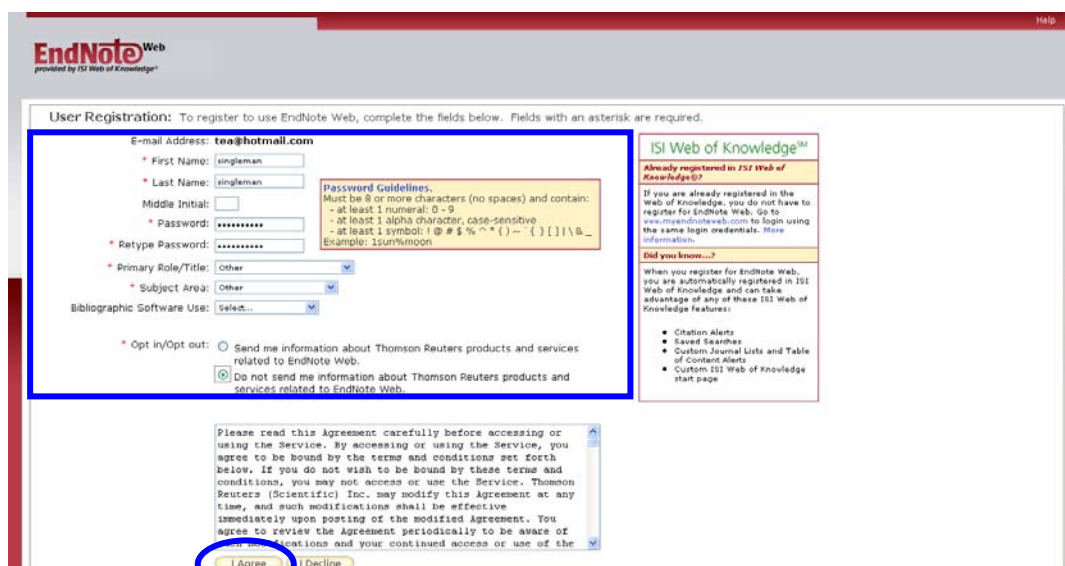 Help
EndNote Web
provided by ISI Web of Knowledge℠
User Registration: To register to use EndNote Web, complete the fields below. Fields with an asterisk are required.
E-mail Address: tea@hotmail.com
* First Name: singleman
* Last Name: singleman
Middle Initial:
* Password: ••••••••••
* Retype Password: ••••••••••
Password Guidelines.
Must be 8 or more characters (no spaces) and contain:
- at least 1 numeral: 0 - 9
- at least 1 alpha character, case-sensitive
- at least 1 symbol: ! @ # $ % ^ * ( ) ~ ` { } [ ] | \ & _
Example: 1sun%moon
* Primary Role/Title: Other
* Subject Area: Other
Bibliographic Software Use: Select...
* Opt in/Opt out: Send me information about Thomson Reuters products and services
related to EndNote Web.
Do not send me information about Thomson Reuters products and
services related to EndNote Web.
ISI Web of Knowledge℠
Already registered in ISI Web of
Knowledge®?
If you are already registered in the
Web of Knowledge, you do not have to
register for EndNote Web. Go to
www.myendnoteweb.com to login using
the same login credentials. More
information.
Did you know...?
When you register for EndNote Web,
you are automatically registered in ISI
Web of Knowledge and can take
advantage of any of these ISI Web of
Knowledge features:
• Citation Alerts
• Saved Searches
• Custom Journal Lists and Table
of Content Alerts
• Custom ISI Web of Knowledge
start page
Please read this Agreement carefully before accessing or
using the Service. By accessing or using the Service, you
agree to be bound by the terms and conditions set forth
below. If you do not wish to be bound by these terms and
conditions, you may not access or use the Service. Thomson
Reuters (Scientific) Inc. may modify this Agreement at any
time, and such modifications shall be effective
immediately upon posting of the modified Agreement. You
agree to review the Agreement periodically to be aware of
such modifications and your continued access or use of the
I Agree I Decline